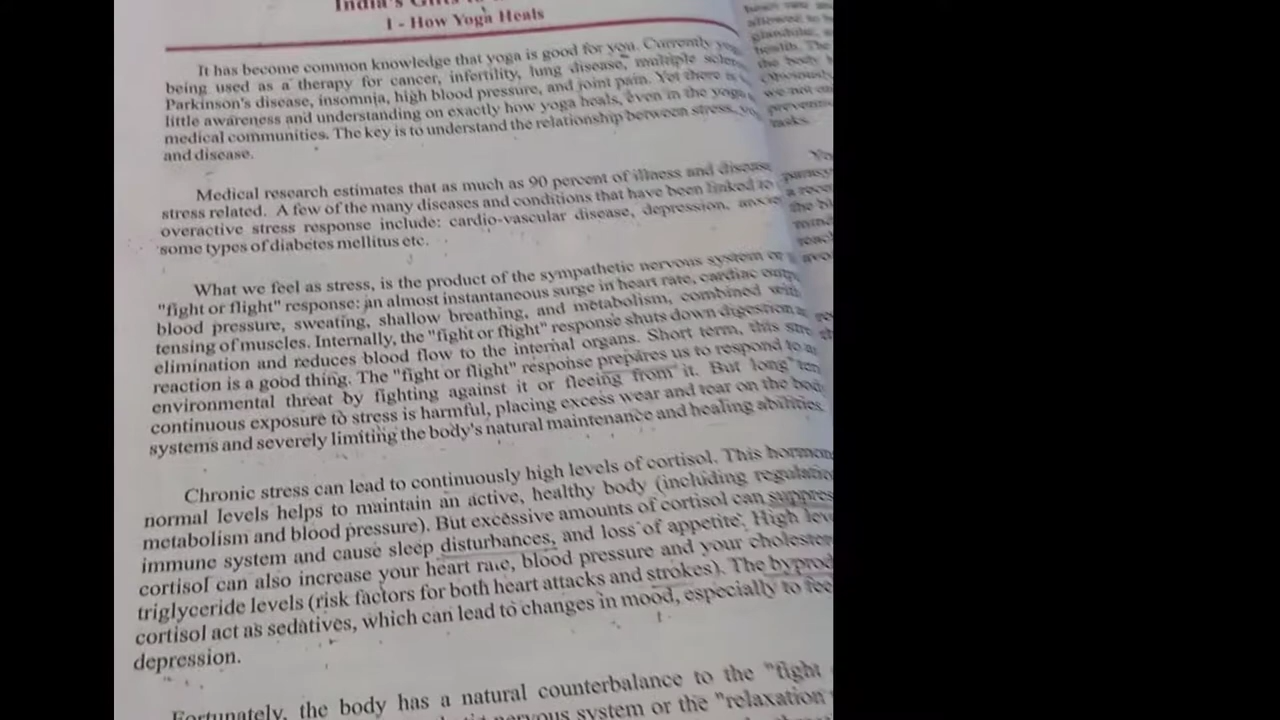 India's Gifts to
1 - How Yoga Heals
It has become common knowledge that yoga is good for you. Currently
being used as a therapy for cancer, infertility, lung disease, multiple
Parkinson's disease, insomnia, high blood pressure, and joint pain. Yet there is
little awareness and understanding on exactly how yoga heals, even in the yoga
medical communities. The key is to understand the relationship between stress,
and disease.
Medical research estimates that as much as 90 percent of illness and disease
stress related. A few of the many diseases and conditions that have been linked to
overactive stress response include: cardio-vascular disease, depression,
some types of diabetes mellitus etc.
What we feel as stress, is the product of the sympathetic nervous system or
"fight or flight" response: an almost instantaneous surge in heart rate, cardiac
blood pressure, sweating, shallow breathing, and metabolism, combined with
tensing of muscles. Internally, the "fight or flight" response shuts down digestion
elimination and reduces blood flow to the internal organs. Short term, this
reaction is a good thing. The "fight or flight" response prepares us to respond to
environmental threat by fighting against it or fleeing from it. But long
continuous exposure to stress is harmful, placing excess wear and tear on the
systems and severely limiting the body's natural maintenance and healing abilities.
Chronic stress can lead to continuously high levels of cortisol. This
normal levels helps to maintain an active, healthy body (including
metabolism and blood pressure). But excessive amounts of cortisol can
immune system and cause sleep disturbances, and loss of appetite. High
cortisol can also increase your heart rate, blood pressure and your
triglyceride levels (risk factors for both heart attacks and strokes). The
cortisol act as sedatives, which can lead to changes in mood, especially to
depression.
Fortunately, the body has a natural counterbalance to the "fight
nervous system or the "relaxation